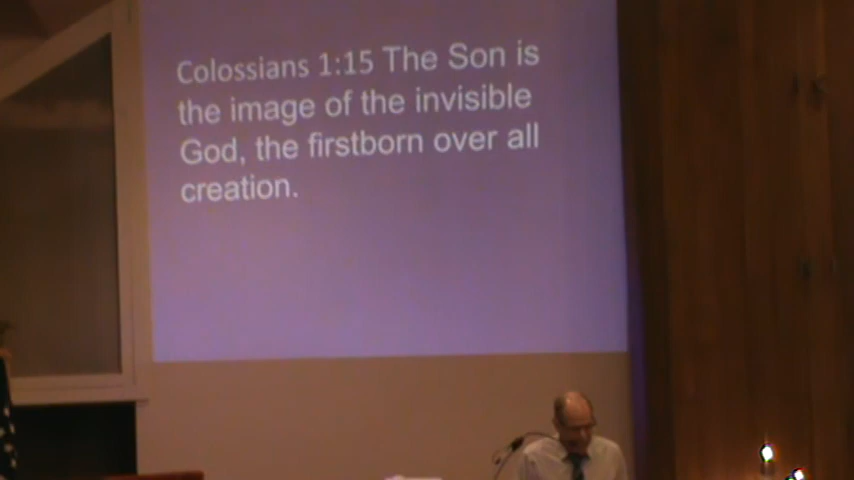 Colossians 1:15 The Son is
the image of the invisible
God, the firstborn over all
creation.